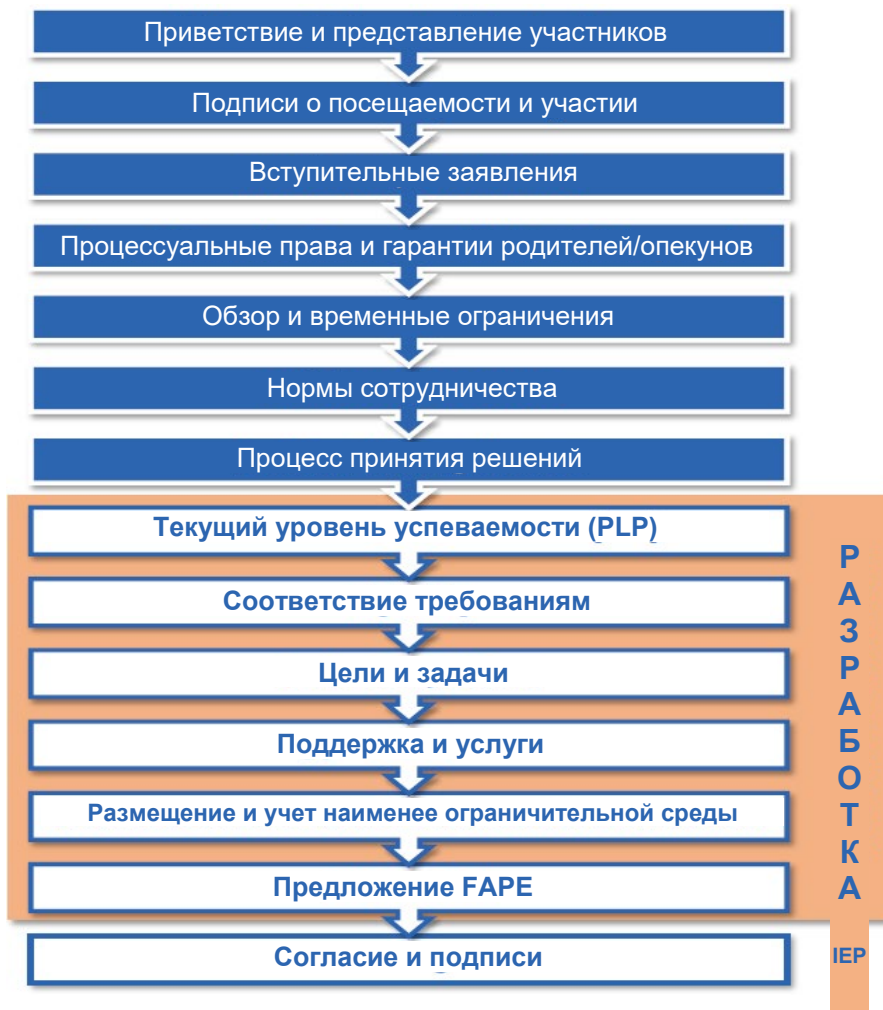 Приветствие и представление участников
Подписи о посещаемости и участии
Вступительные заявления
Процессуальные права и гарантии родителей/опекунов
Обзор и временные ограничения
Нормы сотрудничества
Процесс принятия решений
Текущий уровень успеваемости (PLP)
Соответствие требованиям
Цели и задачи
Поддержка и услуги
Размещение и учет наименее ограничительной среды
Предложение FAPE
Согласие и подписи
РАЗРАБОТКА
IEP